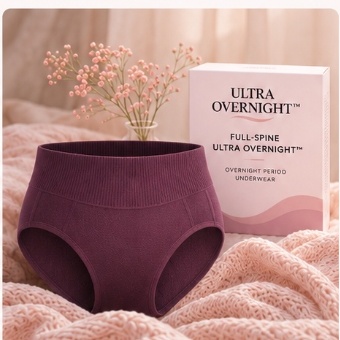 ULTRA
OVERNIGHT™
FULL-SPINE
ULTRA OVERNIGHT™
OVERNIGHT PERIOD
UNDERWEAR